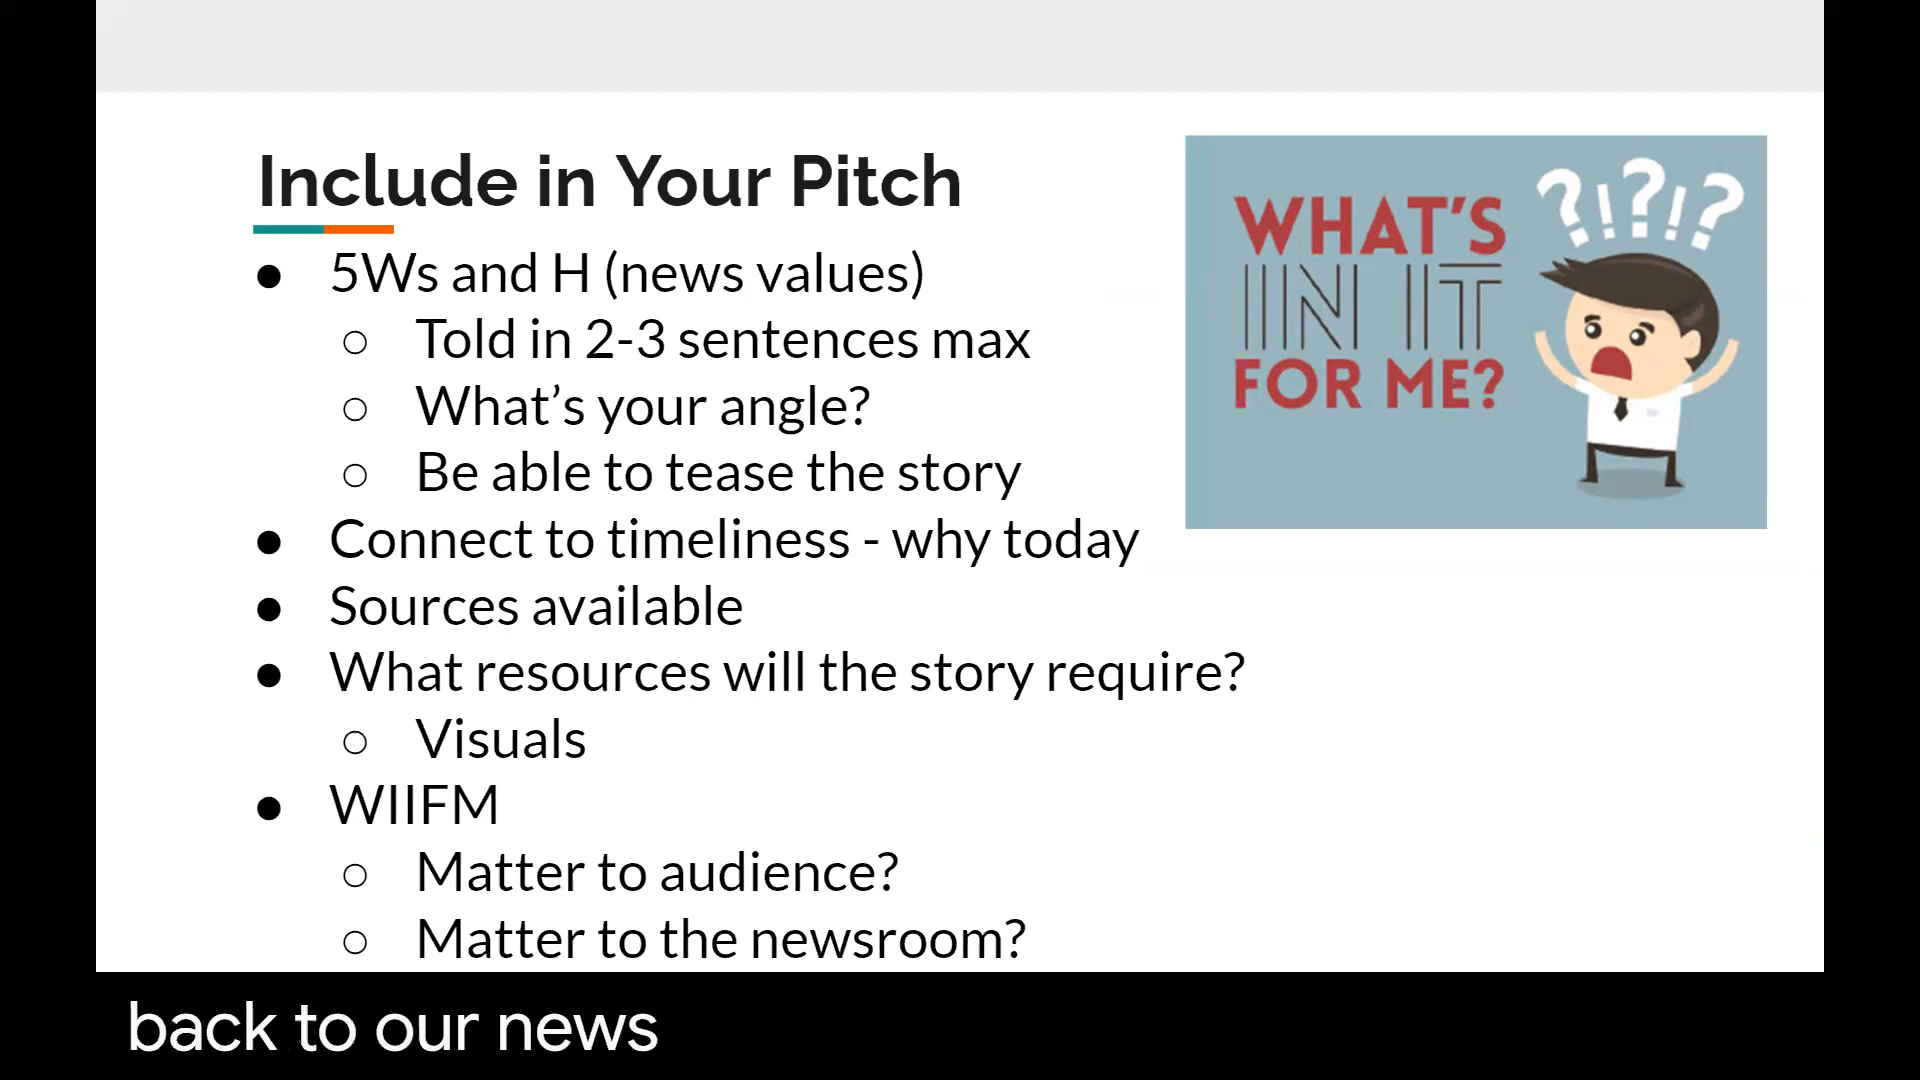 Include in Your Pitch
● 5Ws and H (news values)
○ Told in 2-3 sentences max
○ What’s your angle?
○ Be able to tease the story
● Connect to timeliness - why today
● Sources available
● What resources will the story require?
○ Visuals
● WIIFM
○ Matter to audience?
○ Matter to the newsroom?
WHAT'S
IN IT
FOR ME?
?!?!?
back to our news